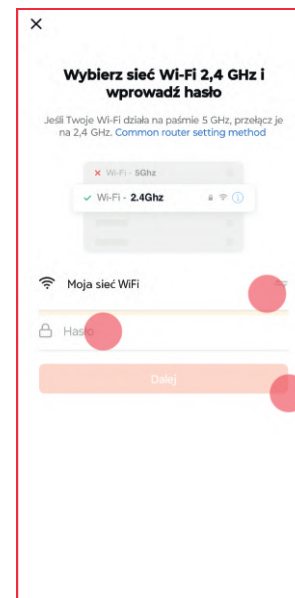 Wybierz sieć Wi-Fi 2,4 GHz i
wprowadź hasło
Jeśli Twoje Wi-Fi działa na paśmie 5 GHz, przełącz je
na 2,4 GHz. Common router setting method
Wi-Fi - 5Ghz
Wi-Fi - 2.4Ghz
Moja sieć WiFi
Hasło
Dalej